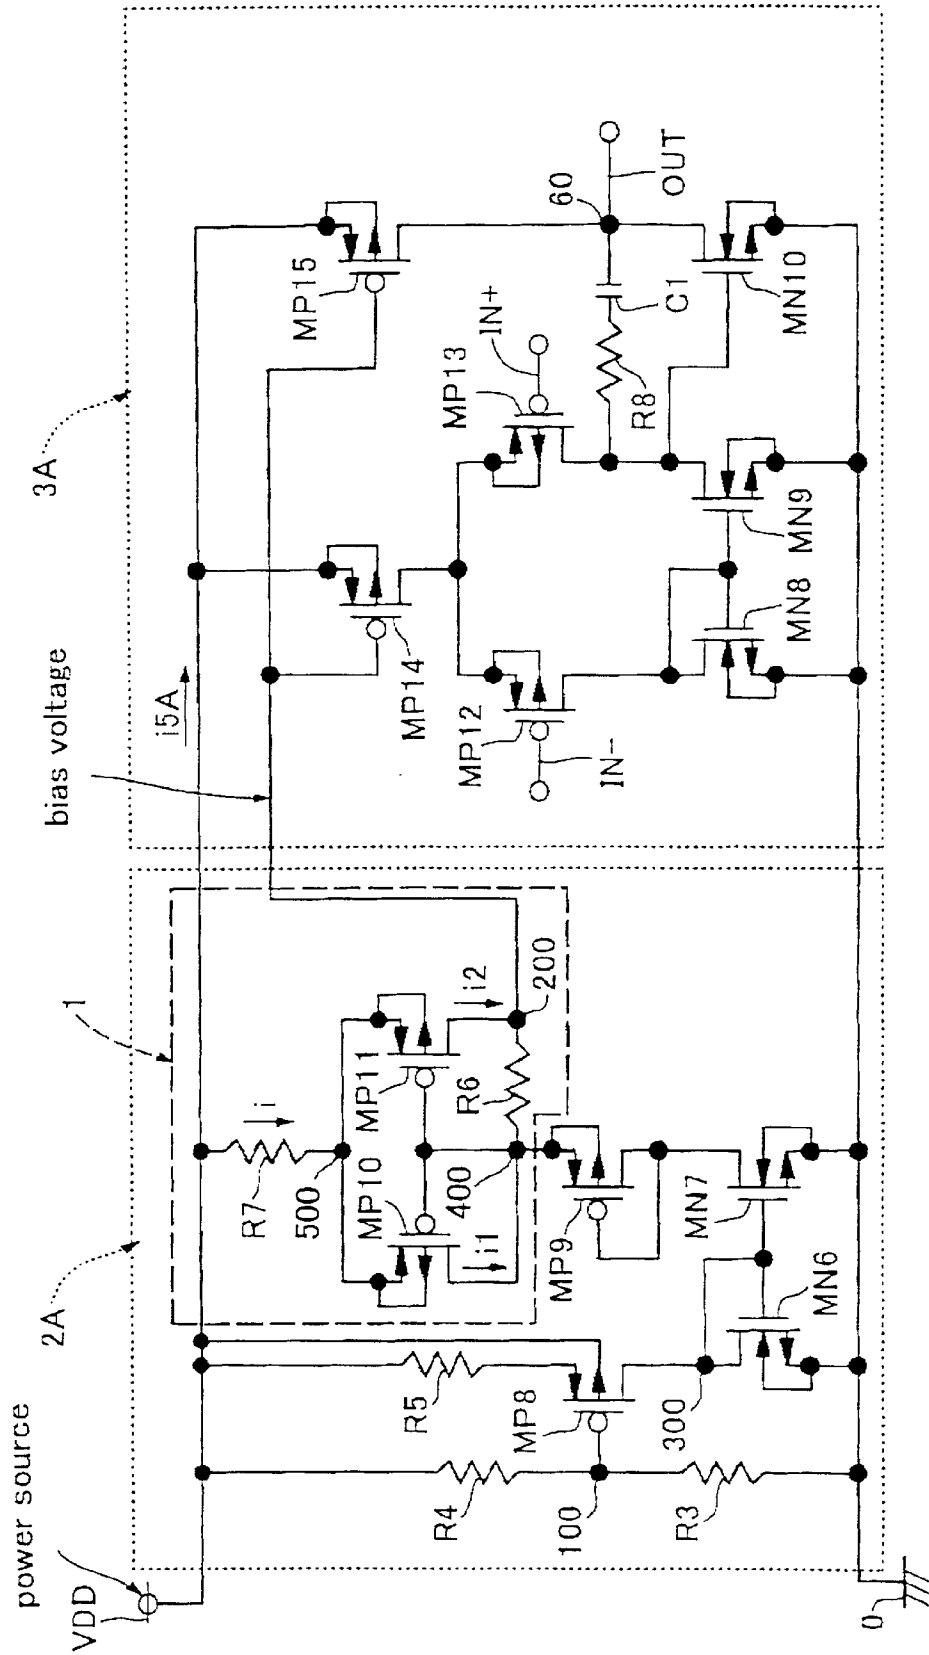 power source
VDD
2A
1
bias voltage
3A
i5A
R4
R5
R7
i
500
MP10
MP11
i1
i2
400
R6
200
MP8
MP9
100
300
R3
MN6
MN7
0
MP14
MP15
MP12
MP13
IN-
IN+
R8
C1
60
OUT
MN8
MN9
MN10